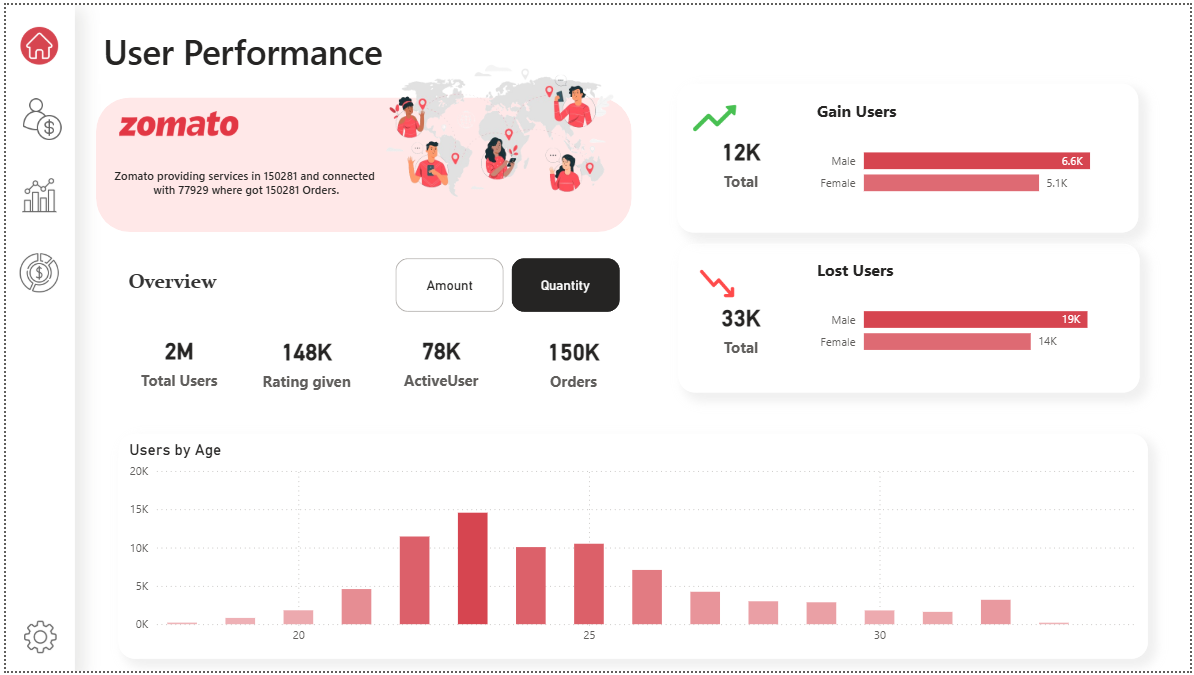 User Performance
zomato
Zomato providing services in 150281 and connected
with 77929 where got 150281 Orders.
Gain Users
12K
Total
Male 6.6K
Female 5.1K
Lost Users
33K
Total
Male 19K
Female 14K
Overview
Amount
Quantity
2M
Total Users
148K
Rating given
78K
ActiveUser
150K
Orders
Users by Age
20K
15K
10K
5K
0K
20 25 30